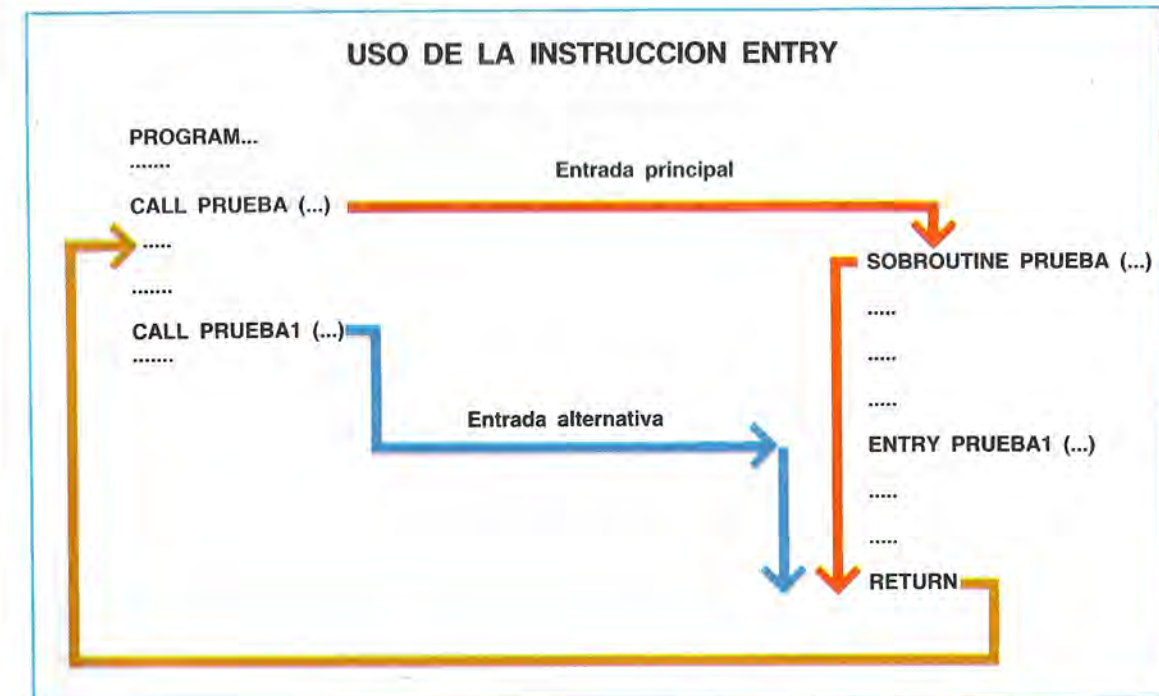 USO DE LA INSTRUCCION ENTRY
PROGRAM...
.......
Entrada principal
CALL PRUEBA (...)
.....
SOBROUTINE PRUEBA (...)
.......
.....
CALL PRUEBA1 (...)
.......
.....
.....
Entrada alternativa
ENTRY PRUEBA1 (...)
.....
.....
RETURN